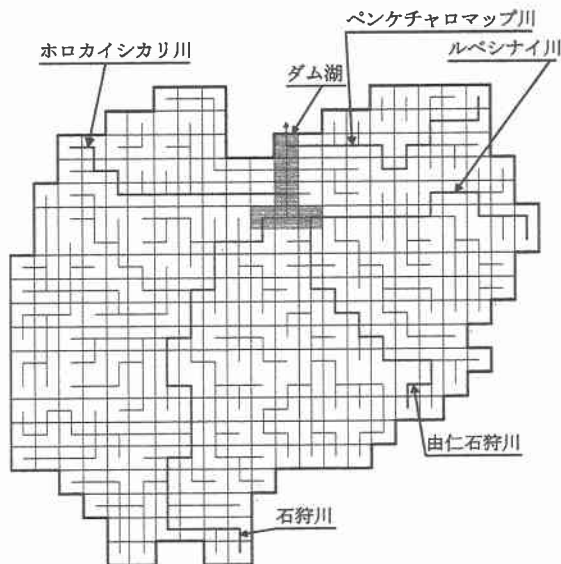 ペンケチャロマップ川
ホロカイシカリ川
ルベシナイ川
ダム湖
由仁石狩川
石狩川